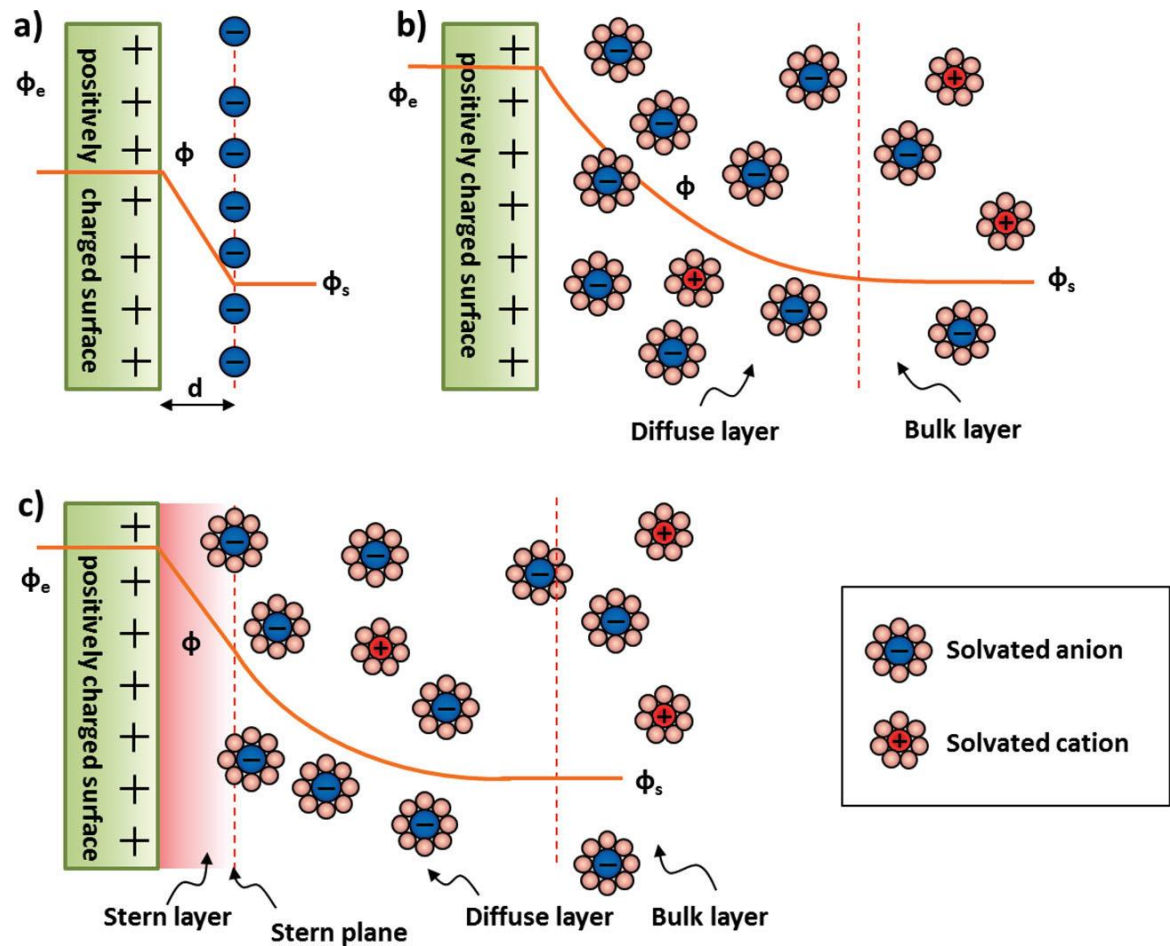 a)
Φe
positively charged surface
+
+
+
+
+
+
+
ϕ
−
−
−
−
−
−
−
Φs
d
b)
Φe
positively charged surface
+
+
+
+
+
+
+
ϕ
−
−
−
−
−
−
−
−
−
+
−
+
+
−
Φs
Diffuse layer
Bulk layer
c)
Φe
positively charged surface
+
+
+
+
+
+
+
ϕ
−
−
−
−
+
−
−
−
−
−
+
−
+
−
Φs
Stern layer
Stern plane
Diffuse layer
Bulk layer
− Solvated anion
+ Solvated cation